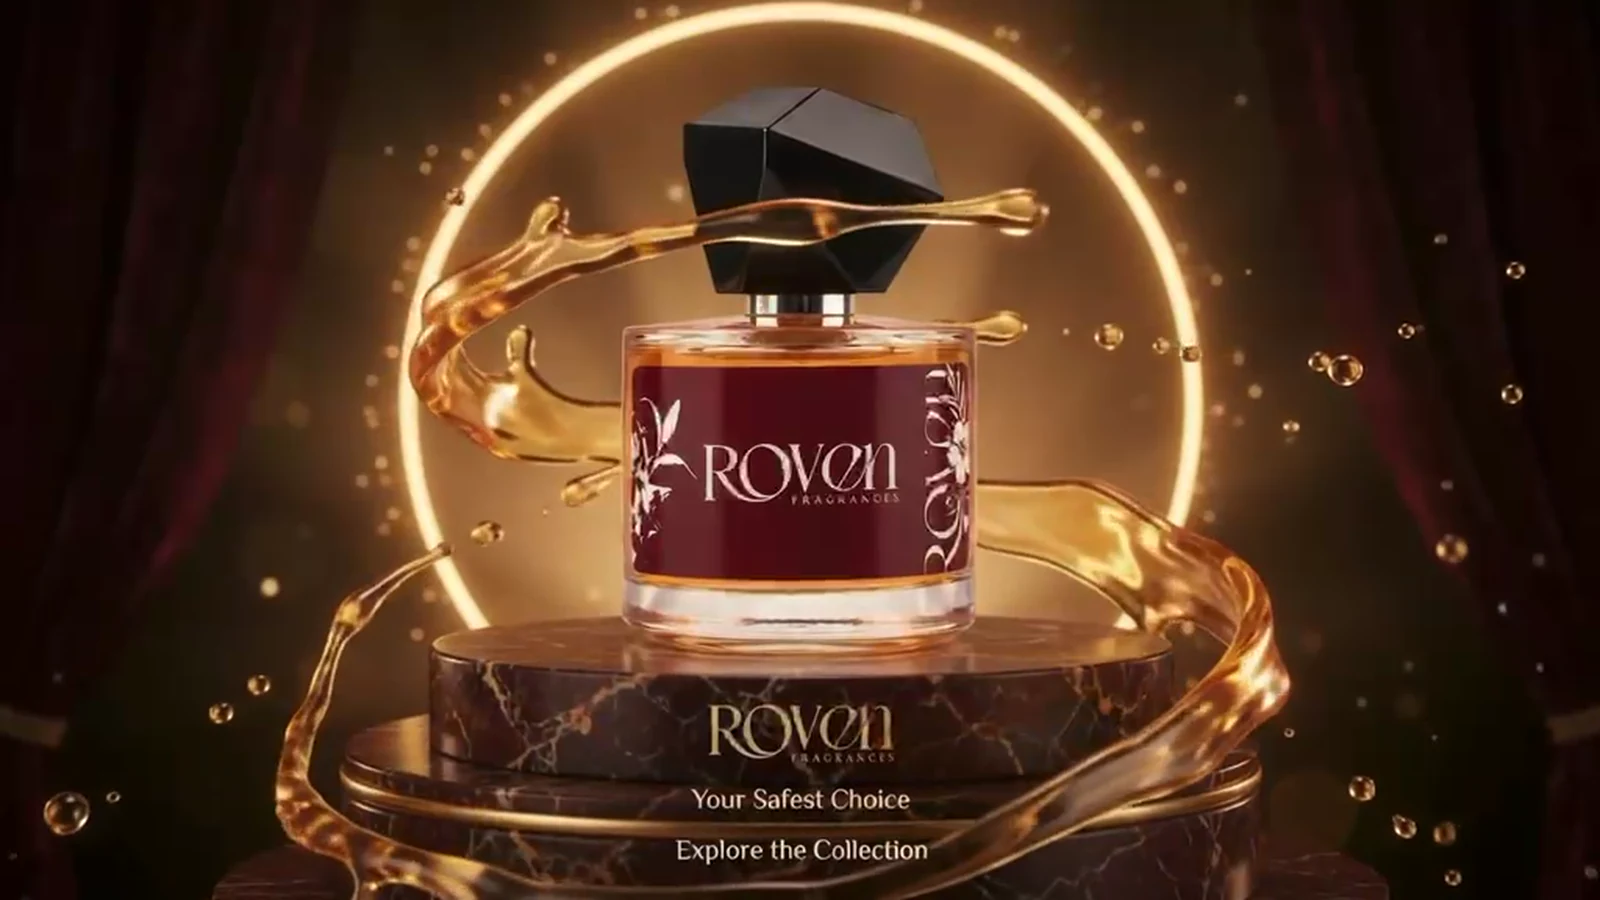 ROVEN
FRAGRANCES
ROVEN
ROVEN
FRAGRANCES
Your Safest Choice
Explore the Collection